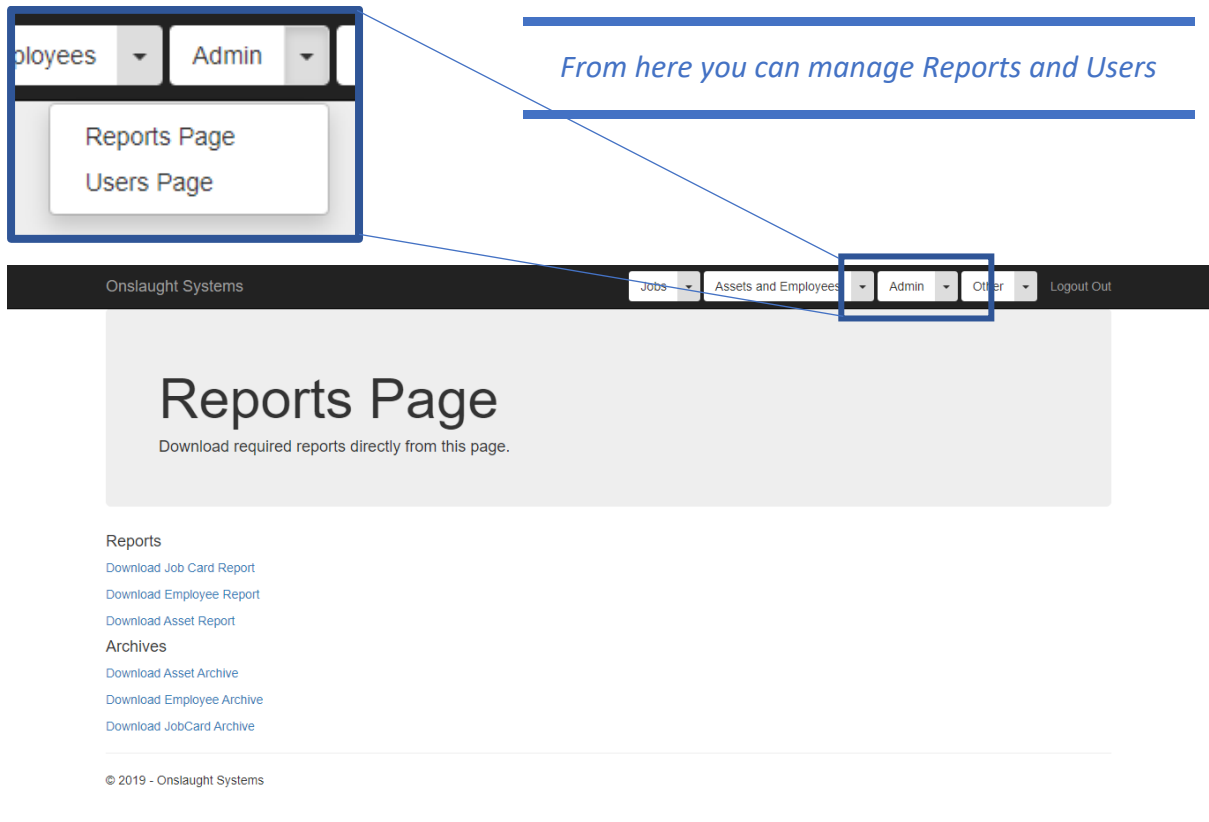 ployees Admin
From here you can manage Reports and Users
Reports Page
Users Page
Onslaught Systems Jobs Assets and Employees Admin Other Logout Out
Reports Page
Download required reports directly from this page.
Reports
Download Job Card Report
Download Employee Report
Download Asset Report
Archives
Download Asset Archive
Download Employee Archive
Download JobCard Archive
© 2019 - Onslaught Systems